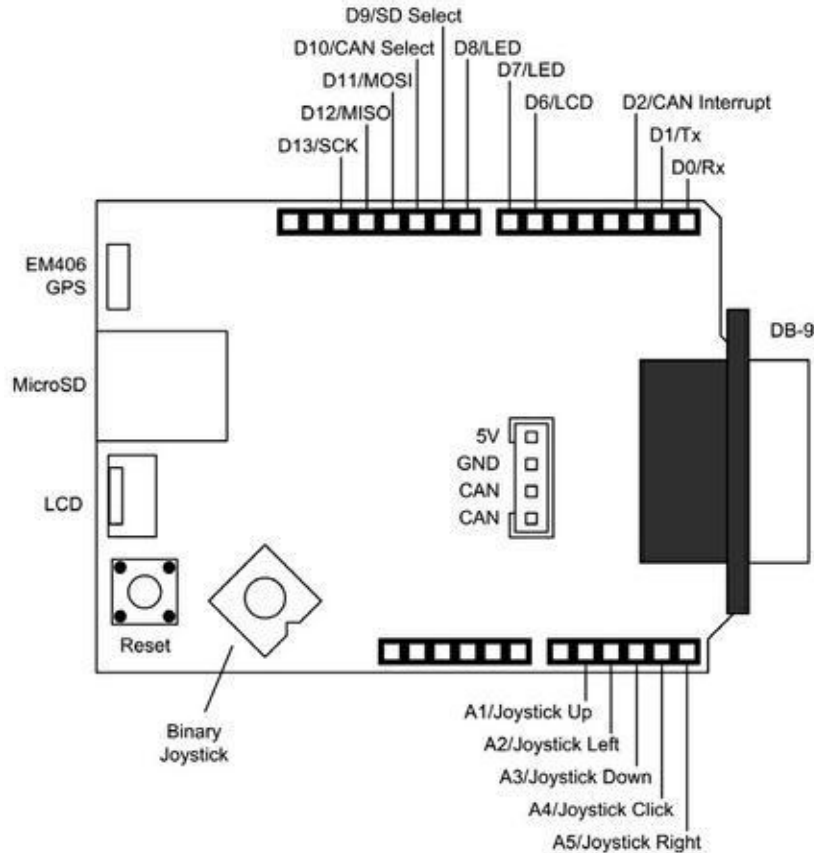 D9/SD Select
D10/CAN Select
D8/LED
D11/MOSI
D7/LED
D12/MISO
D6/LCD
D2/CAN Interrupt
D13/SCK
D1/Tx
D0/Rx
EM406
GPS
DB-9
MicroSD
5V
GND
CAN
CAN
LCD
Reset
Binary
Joystick
A1/Joystick Up
A2/Joystick Left
A3/Joystick Down
A4/Joystick Click
A5/Joystick Right